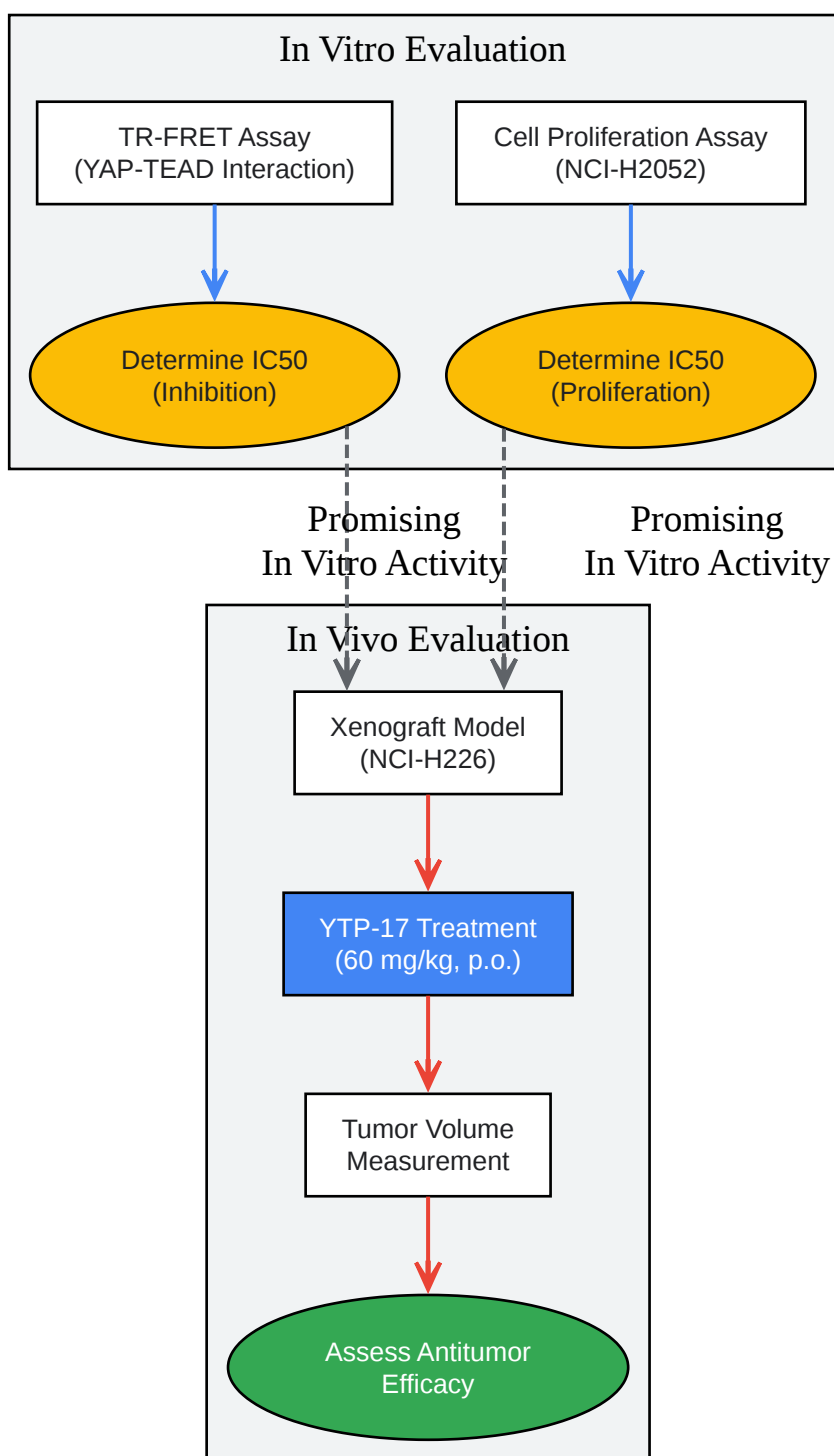 In Vitro Evaluation
TR-FRET Assay
(YAP-TEAD Interaction)
Cell Proliferation Assay
(NCI-H2052)
Determine IC50
(Inhibition)
Determine IC50
(Proliferation)
Promising
In Vitro Activity
Promising
In Vitro Activity
In Vivo Evaluation
Xenograft Model
(NCI-H226)
YTP-17 Treatment
(60 mg/kg, p.o.)
Tumor Volume
Measurement
Assess Antitumor
Efficacy